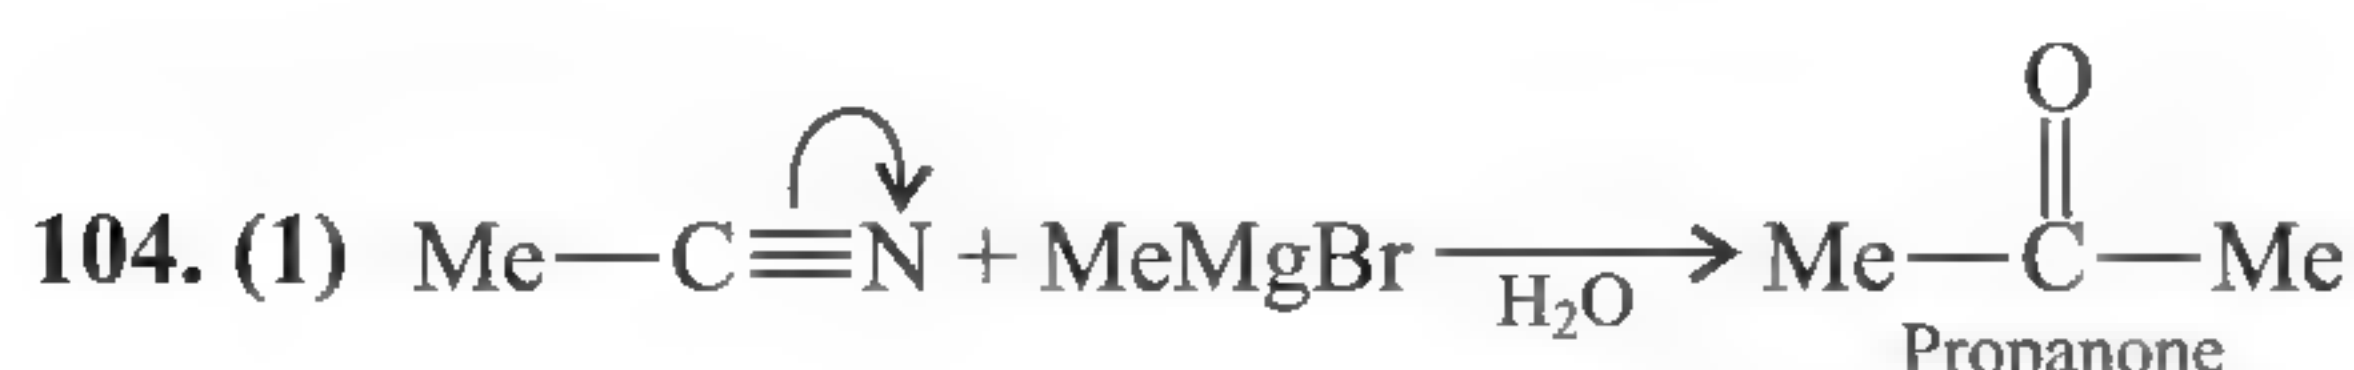 O
104. (1) Me—C≡N + MeMgBr → Me—C—Me
H₂O
Propanone